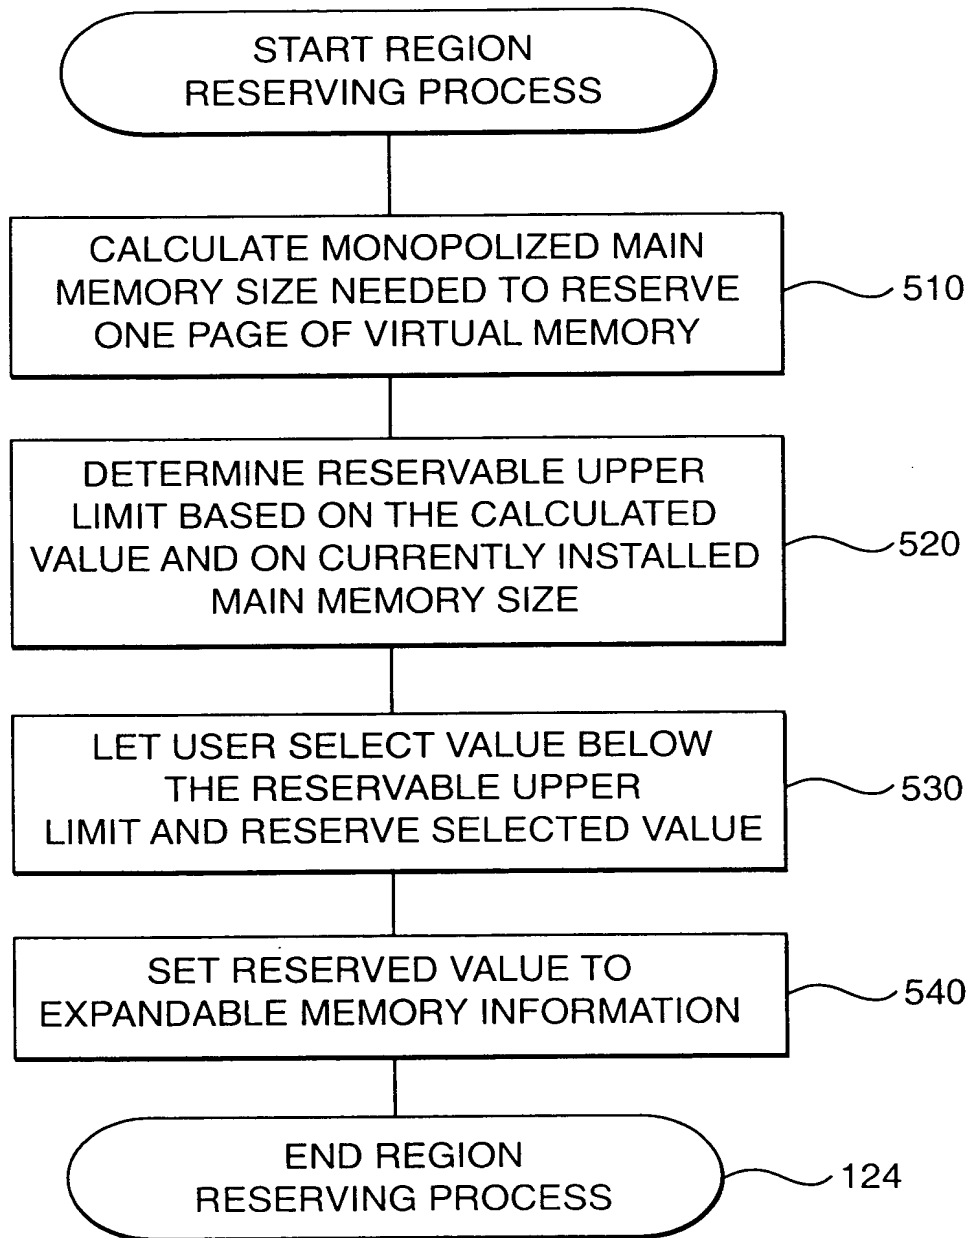 START REGION
RESERVING PROCESS
CALCULATE MONOPOLIZED MAIN
MEMORY SIZE NEEDED TO RESERVE
ONE PAGE OF VIRTUAL MEMORY
510
DETERMINE RESERVABLE UPPER
LIMIT BASED ON THE CALCULATED
VALUE AND ON CURRENTLY INSTALLED
MAIN MEMORY SIZE
520
LET USER SELECT VALUE BELOW
THE RESERVABLE UPPER
LIMIT AND RESERVE SELECTED VALUE
530
SET RESERVED VALUE TO
EXPANDABLE MEMORY INFORMATION
540
END REGION
RESERVING PROCESS
124